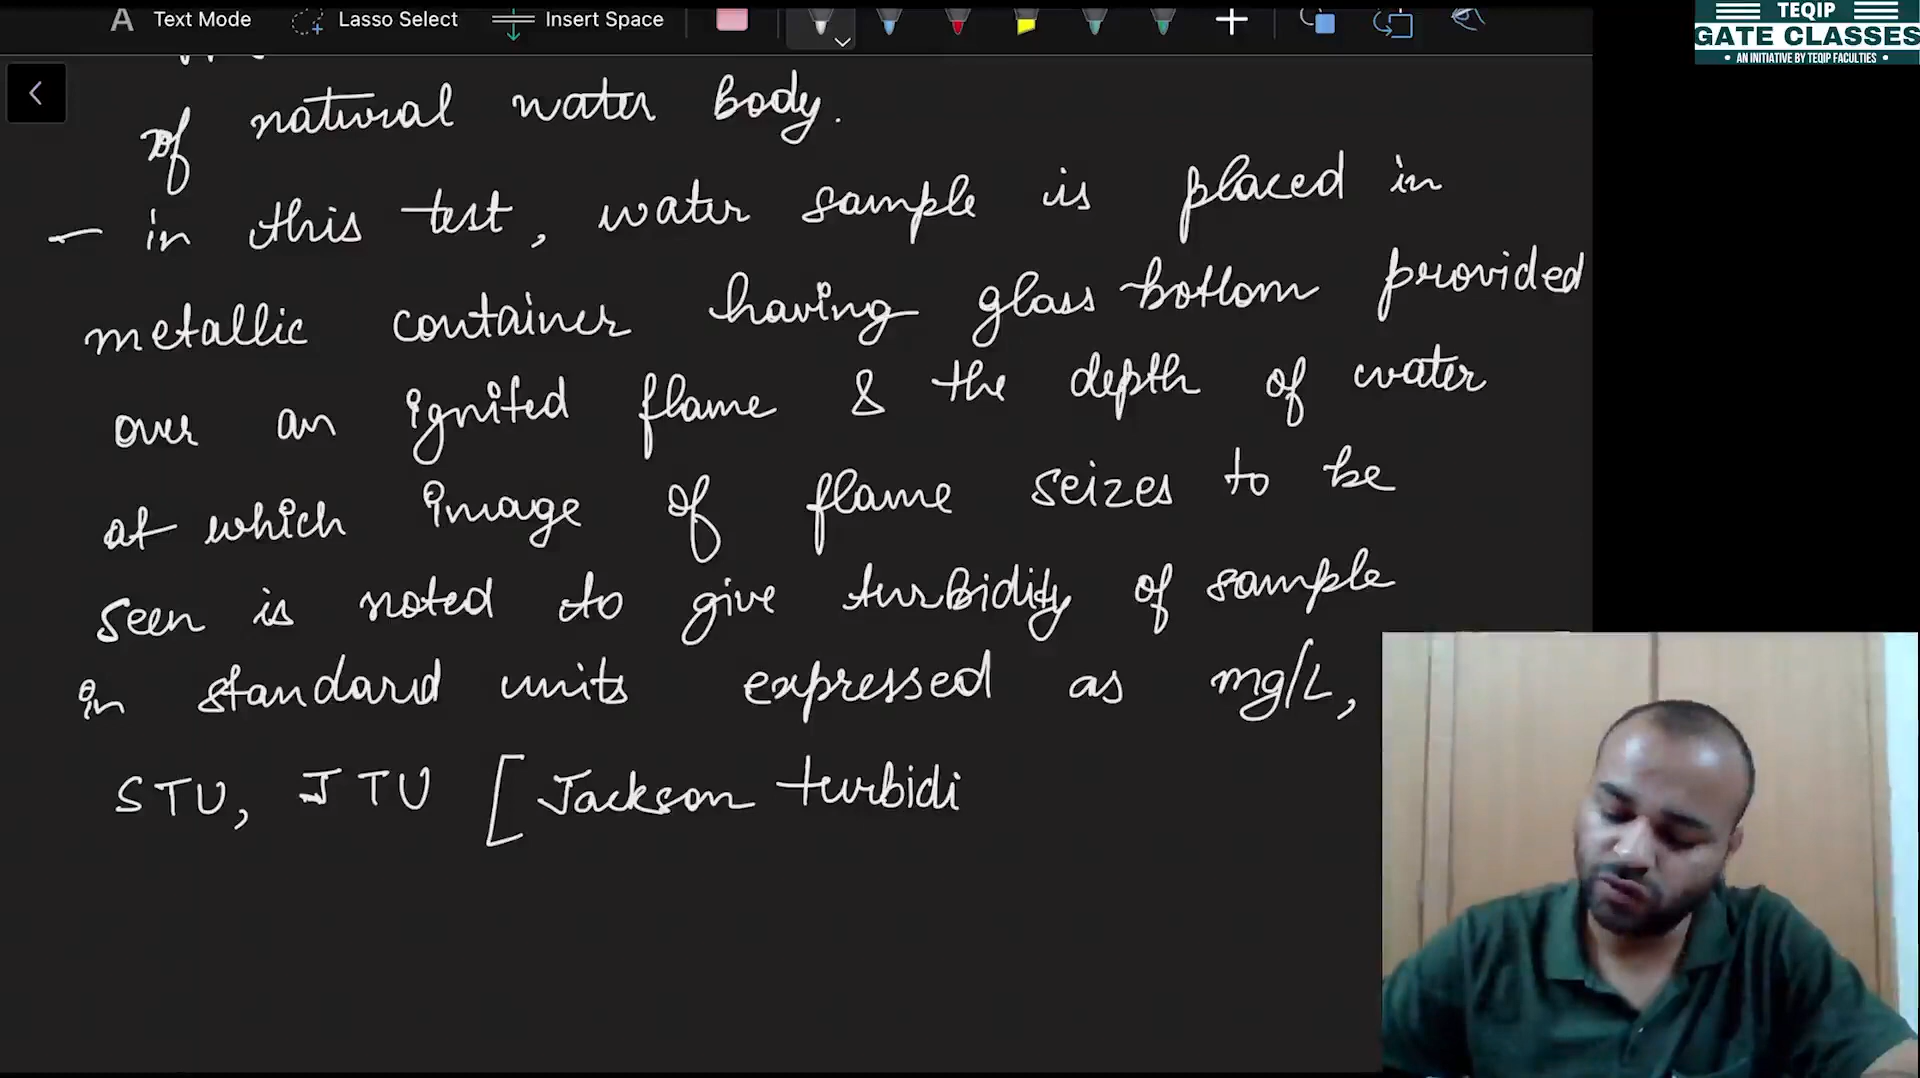 Text Mode Lasso Select Insert Space
TEQIP
GATE CLASSES
• AN INITIATIVE BY TEQIP FACULTIES •
of natural water body.
- in this test, water sample is placed in
metallic container having glass bottom provided
over an ignited flame & the depth of water
at which image of flame seizes to be
seen is noted to give turbidity of sample
in standard units expressed as mg/L,
STU, JTU [Jackson turbidi